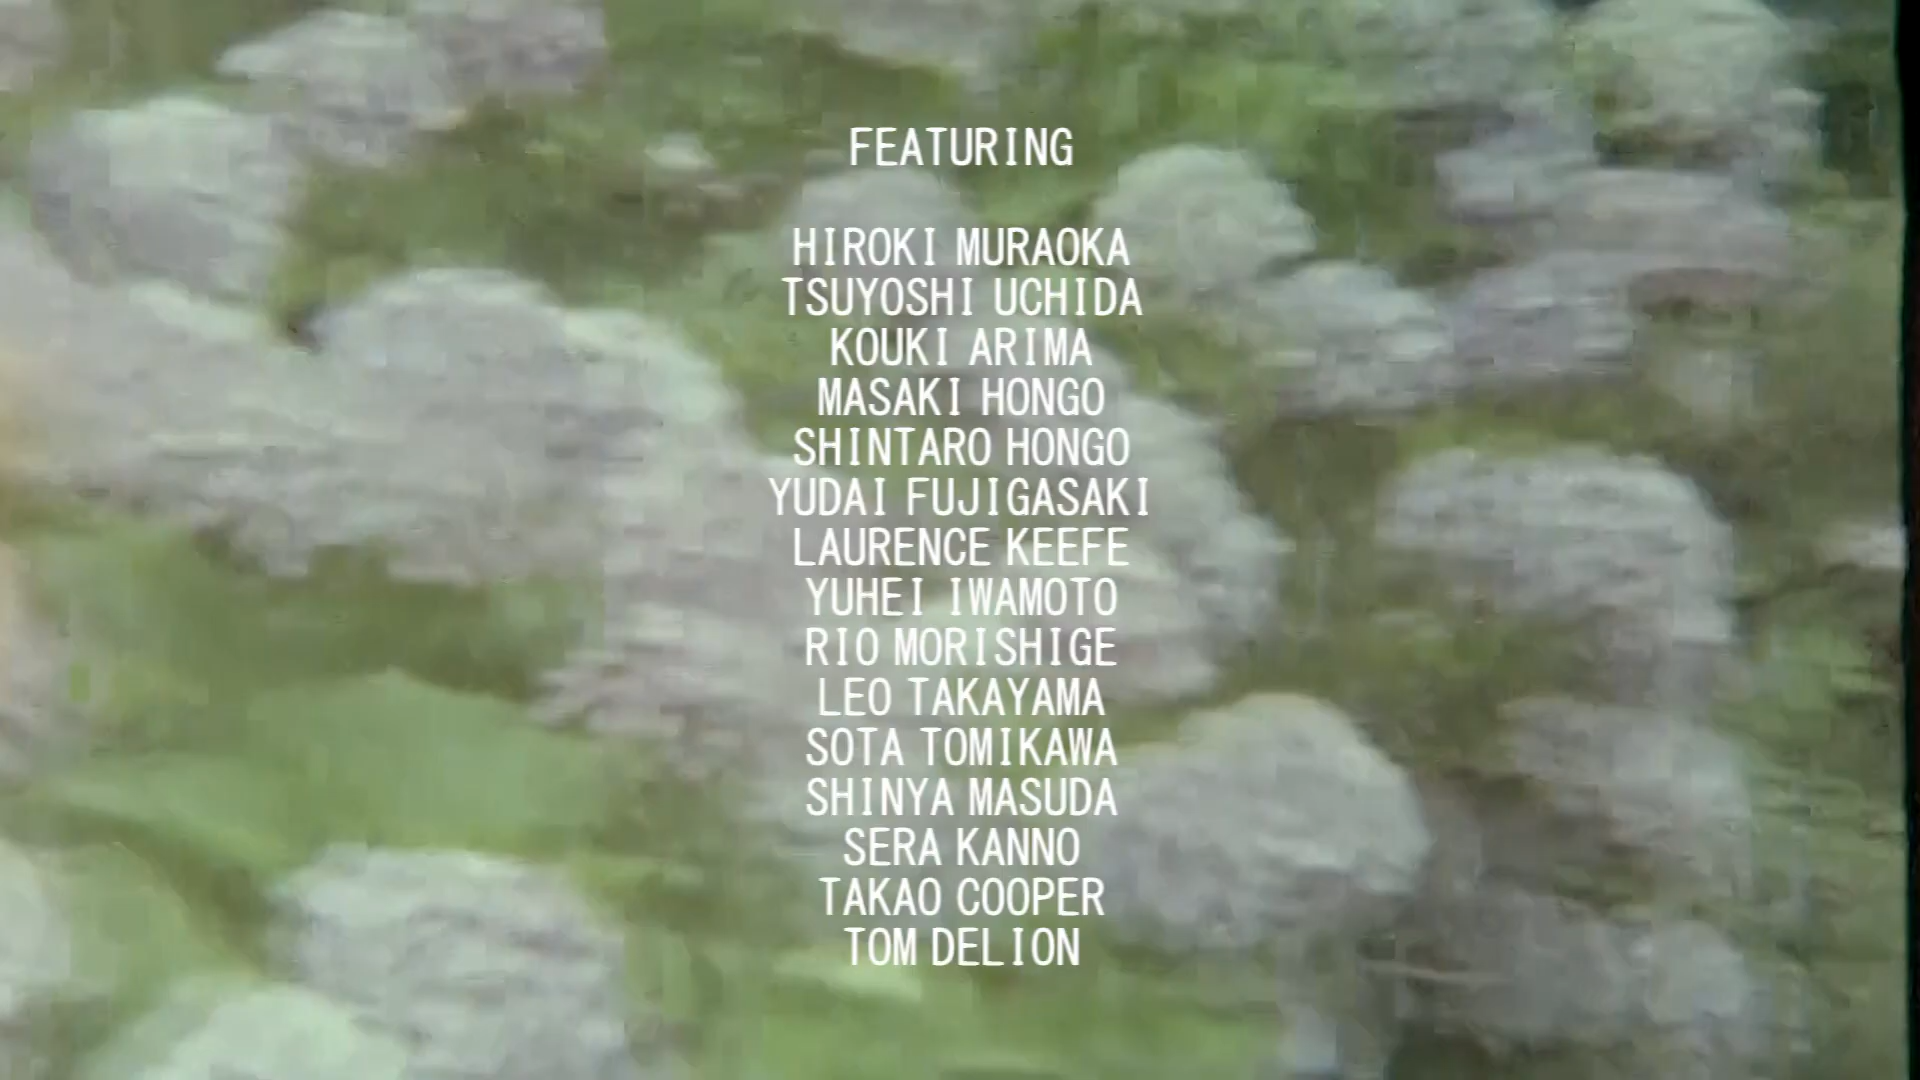 FEATURING
HIROKI MURAOKA
TSUYOSHI UCHIDA
KOUKI ARIMA
MASAKI HONGO
SHINTARO HONGO
YUDAI FUJIGASAKI
LAURENCE KEEFE
YUHEI IWAMOTO
RIO MORISHIGE
LEO TAKAYAMA
SOTA TOMIKAWA
SHINYA MASUDA
SERA KANNO
TAKAO COOPER
TOM DELION